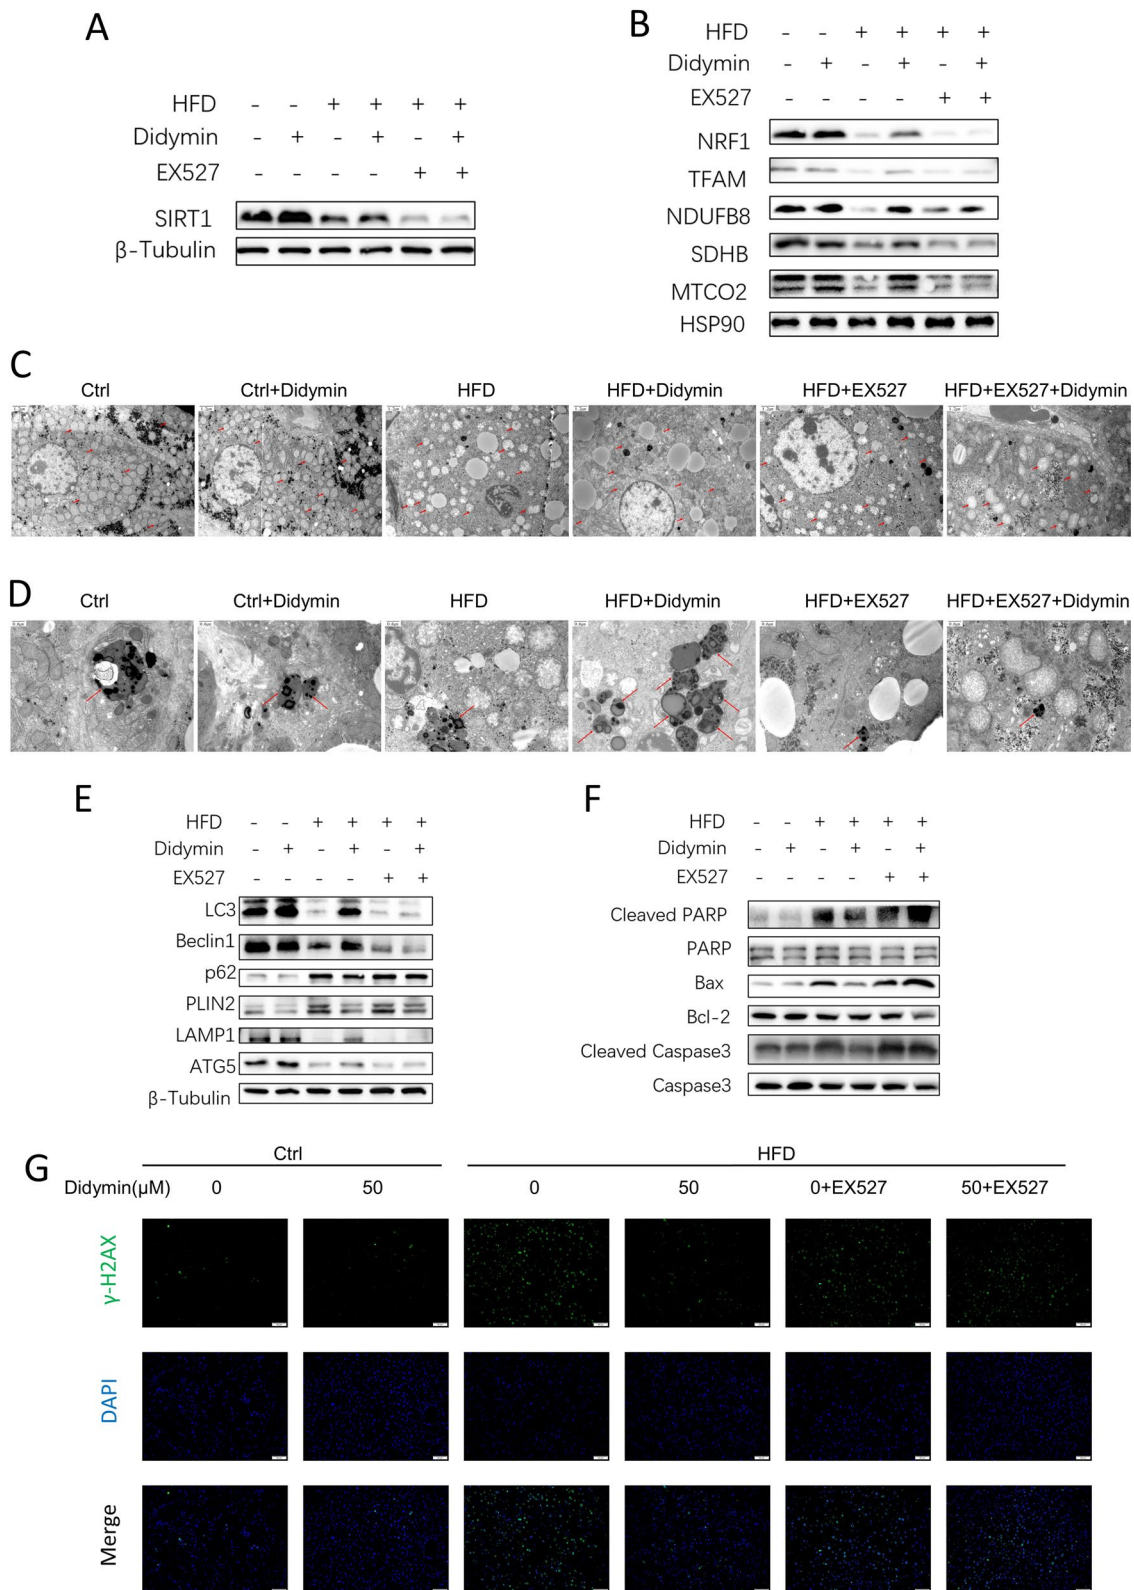 A
HFD - - + + + +
Didymin - + - + - +
EX527 - - - - + +
SIRT1
β-Tubulin
B
HFD - - + + + +
Didymin - + - + - +
EX527 - - - - + +
NRF1
TFAM
NDUFB8
SDHB
MTCO2
HSP90
C
Ctrl Ctrl+Didymin HFD HFD+Didymin HFD+EX527 HFD+EX527+Didymin
D
Ctrl Ctrl+Didymin HFD HFD+Didymin HFD+EX527 HFD+EX527+Didymin
E
HFD - - + + + +
Didymin - + - + - +
EX527 - - - - + +
LC3
Beclin1
p62
PLIN2
LAMP1
ATG5
β-Tubulin
F
HFD - - + + + +
Didymin - + - + - +
EX527 - - - - + +
Cleaved PARP
PARP
Bax
Bcl-2
Cleaved Caspase3
Caspase3
G
Ctrl HFD
Didymin(μM) 0 50 0 50 0+EX527 50+EX527
γ-H2AX
DAPI
Merge